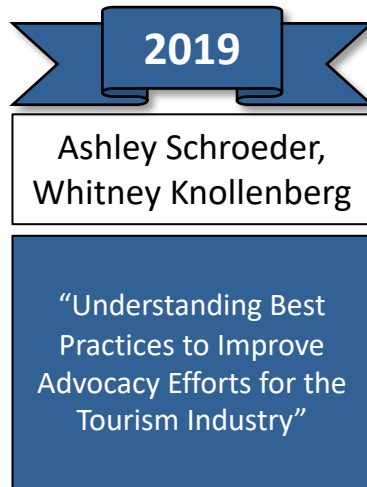 2019
Ashley Schroeder,
Whitney Knollenberg
“Understanding Best
Practices to Improve
Advocacy Efforts for the
Tourism Industry”